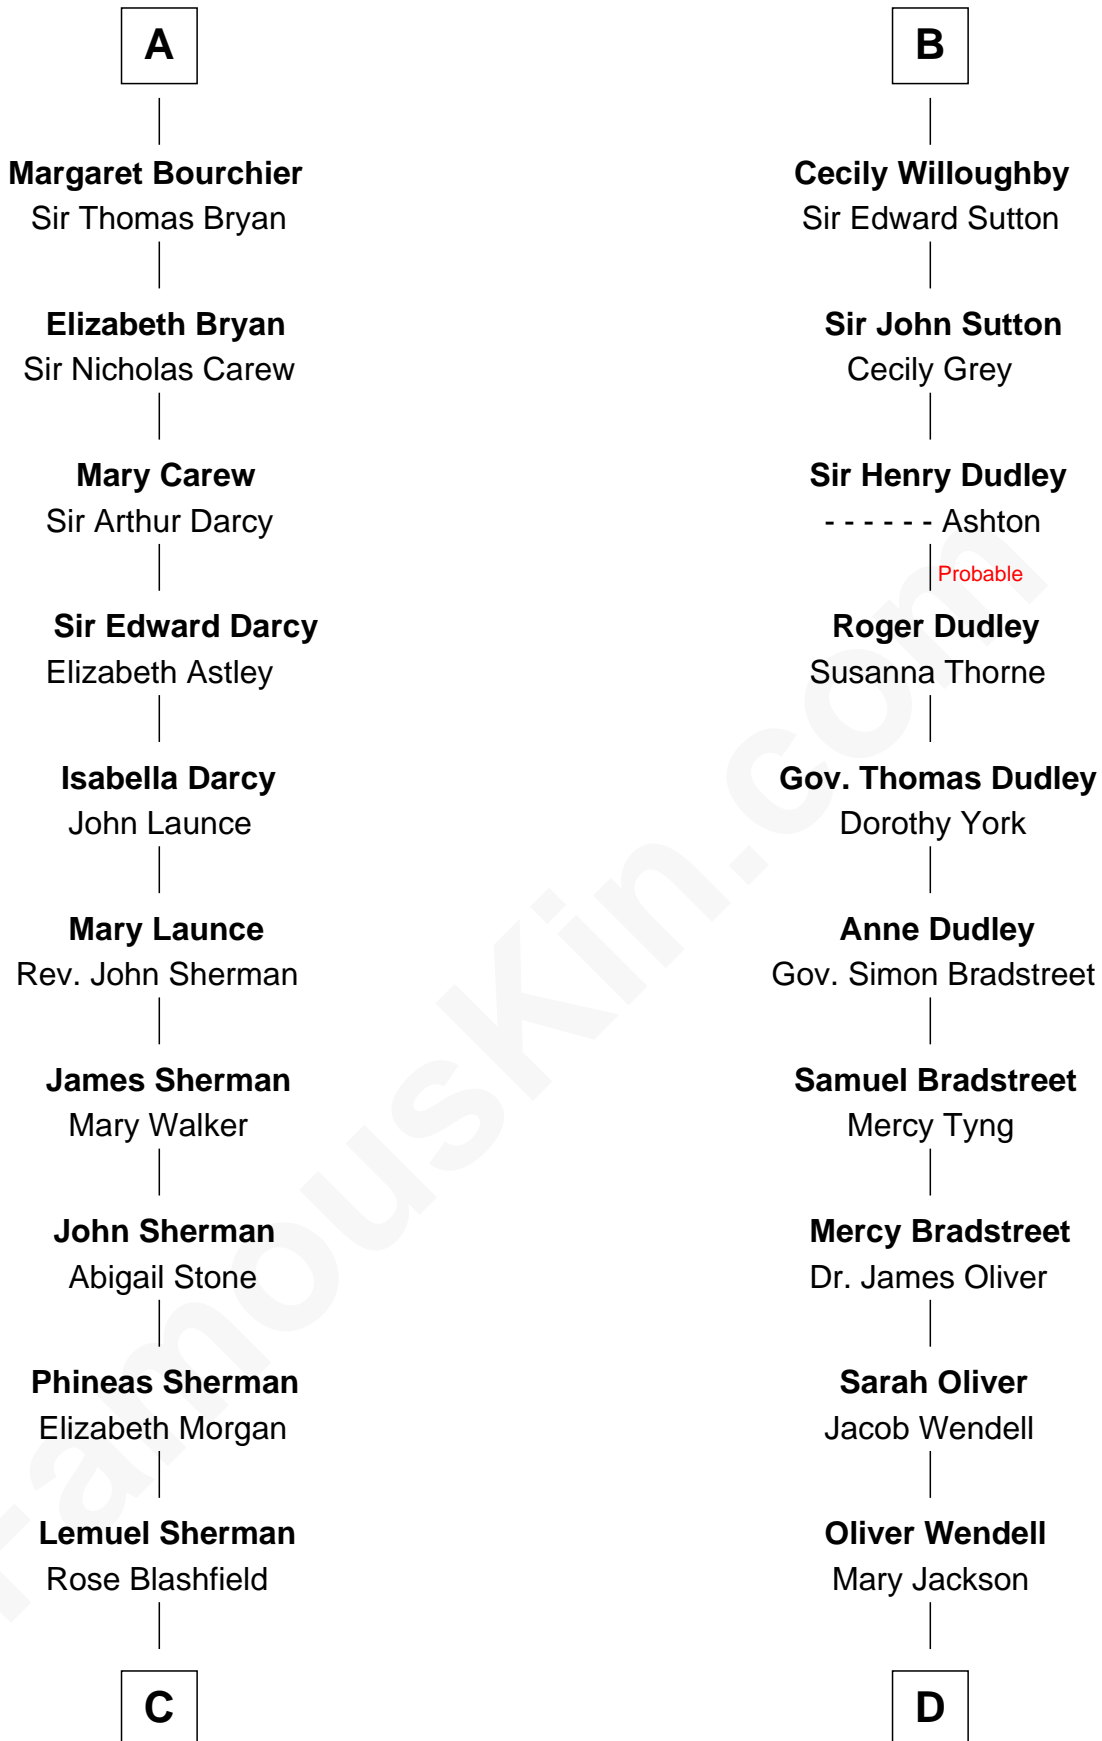 A
Margaret Bourchier
Sir Thomas Bryan
Elizabeth Bryan
Sir Nicholas Carew
Mary Carew
Sir Arthur Darcy
Sir Edward Darcy
Elizabeth Astley
Isabella Darcy
John Launce
Mary Launce
Rev. John Sherman
James Sherman
Mary Walker
John Sherman
Abigail Stone
Phineas Sherman
Elizabeth Morgan
Lemuel Sherman
Rose Blashfield
C
B
Cecily Willoughby
Sir Edward Sutton
Sir John Sutton
Cecily Grey
Sir Henry Dudley
- - - - - - Ashton
Probable
Roger Dudley
Susanna Thorne
Gov. Thomas Dudley
Dorothy York
Anne Dudley
Gov. Simon Bradstreet
Samuel Bradstreet
Mercy Tyng
Mercy Bradstreet
Dr. James Oliver
Sarah Oliver
Jacob Wendell
Oliver Wendell
Mary Jackson
D
FamousKin.com